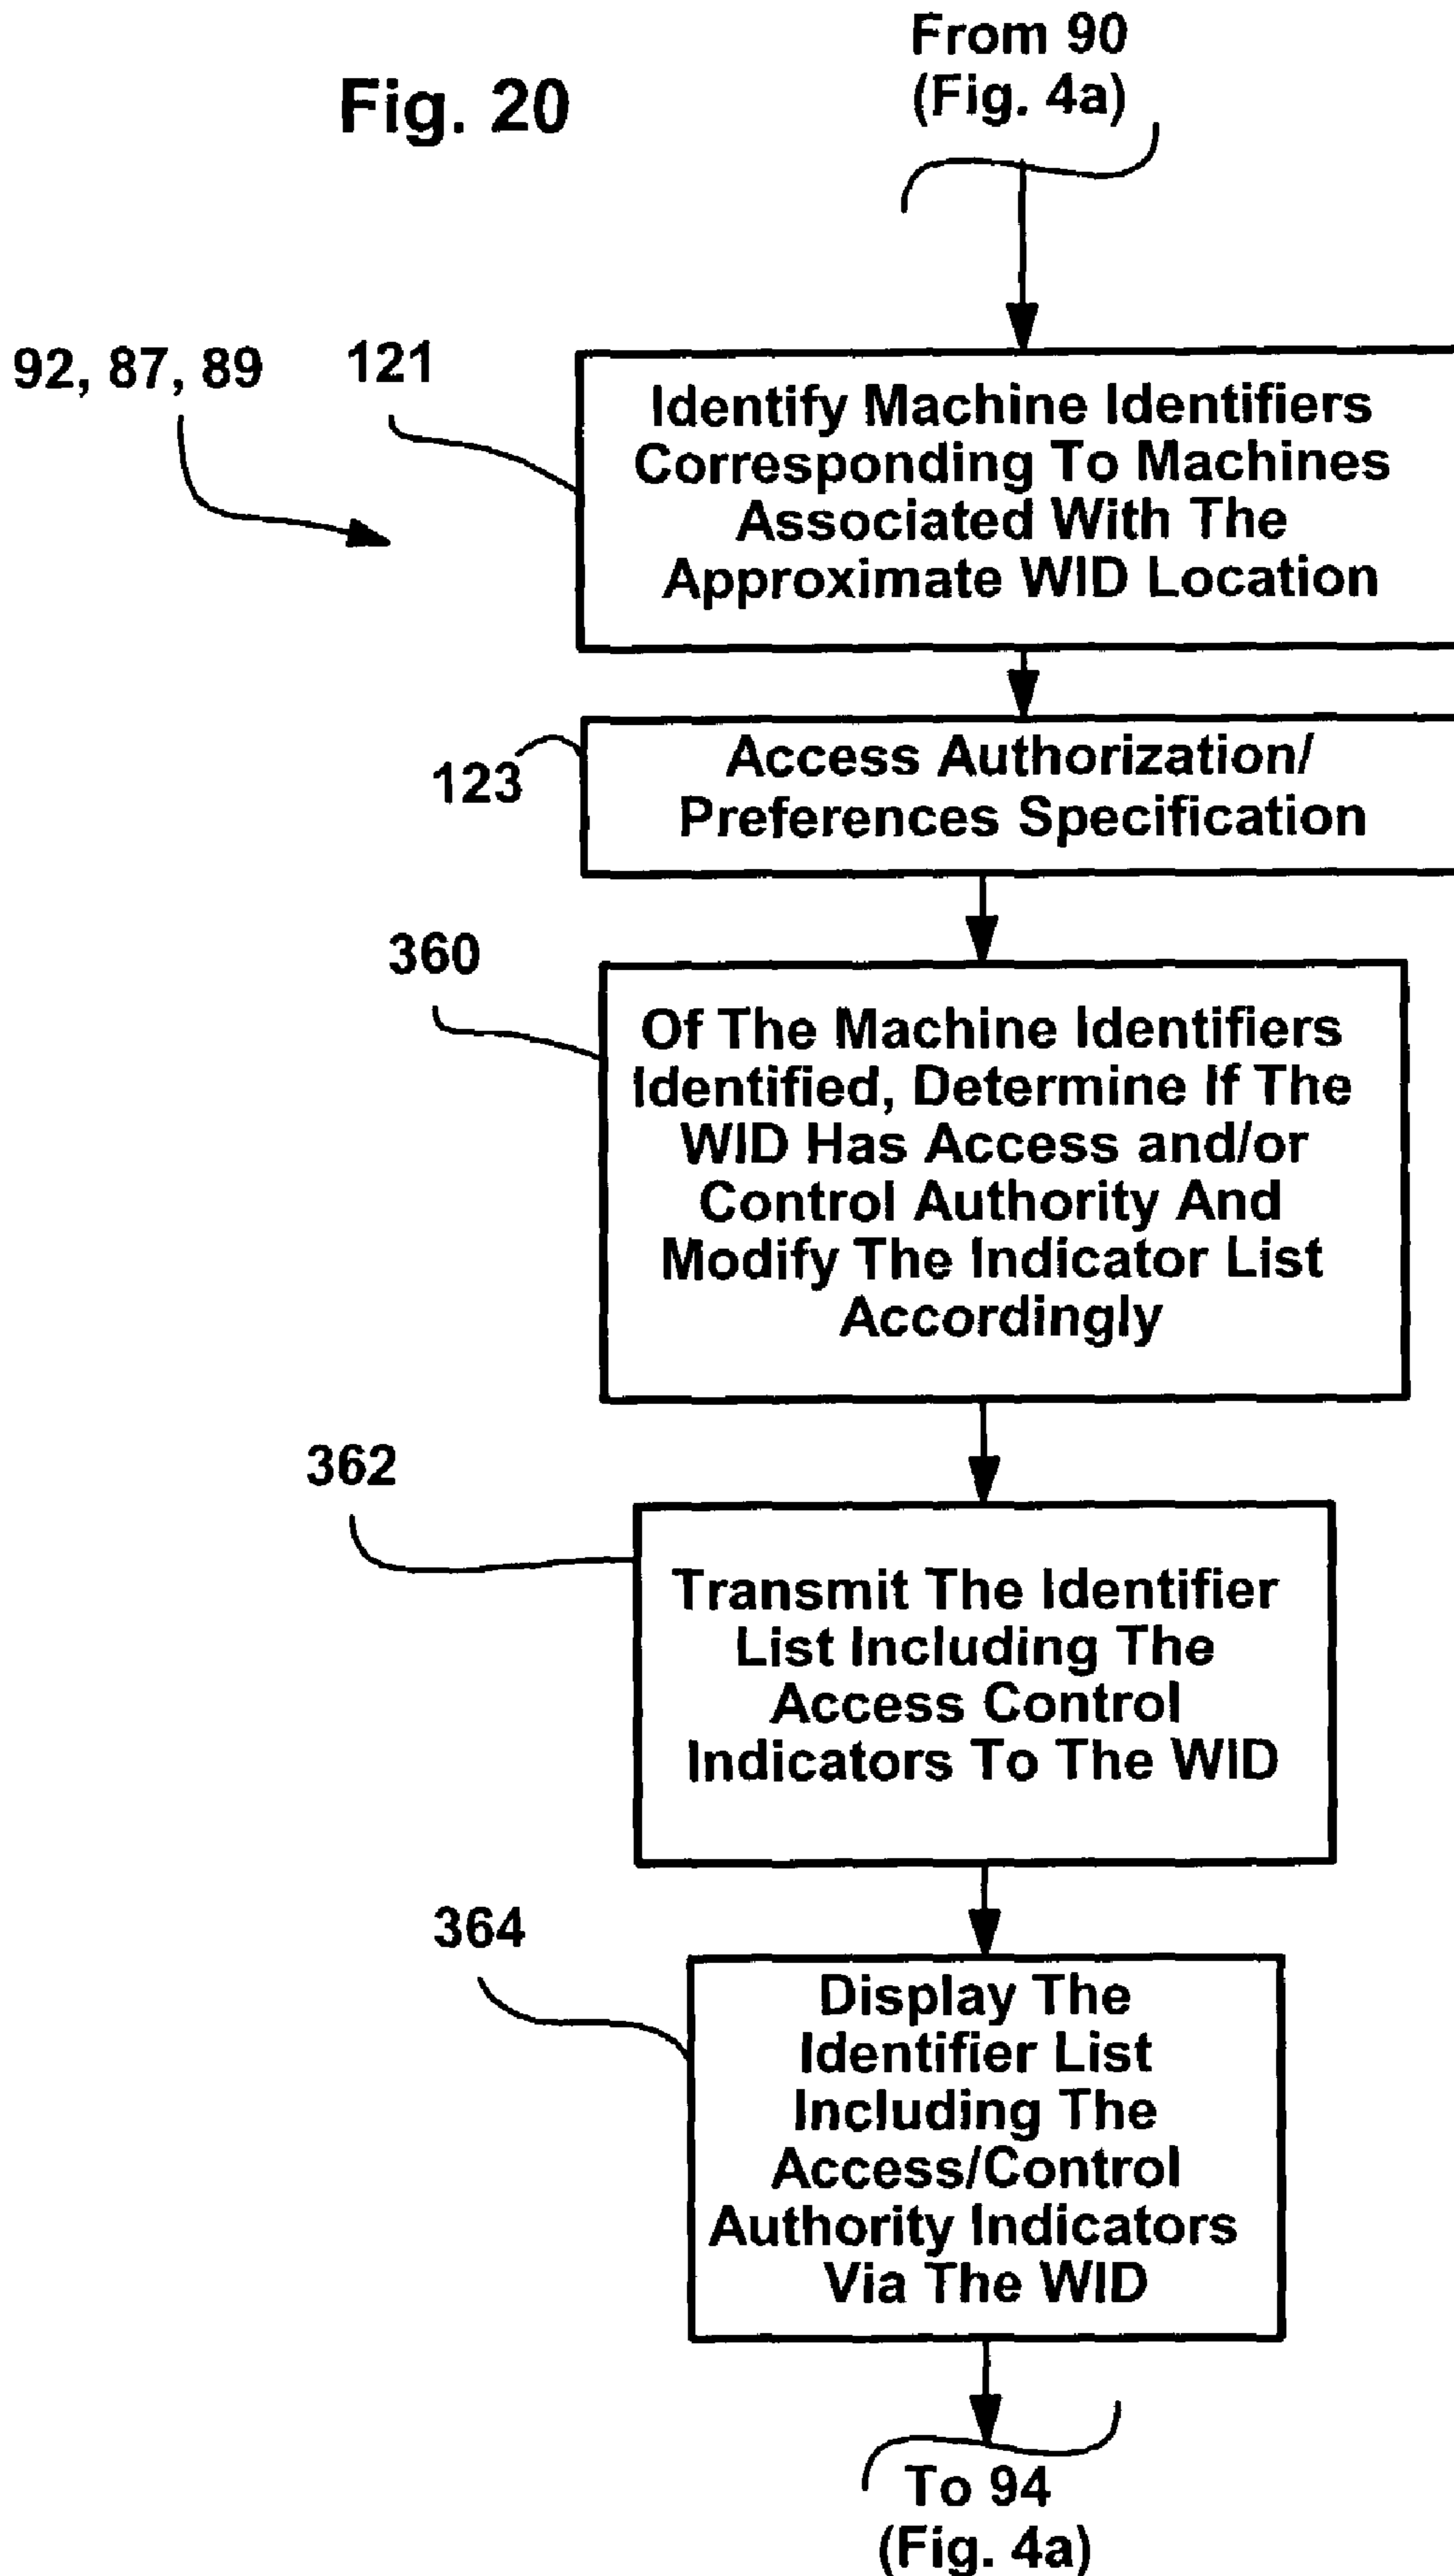 From 90
(Fig. 4a)
Fig. 20
92, 87, 89
121
Identify Machine Identifiers
Corresponding To Machines
Associated With The
Approximate WID Location
123
Access Authorization/
Preferences Specification
360
Of The Machine Identifiers
Identified, Determine If The
WID Has Access and/or
Control Authority And
Modify The Indicator List
Accordingly
362
Transmit The Identifier
List Including The
Access Control
Indicators To The WID
364
Display The
Identifier List
Including The
Access/Control
Authority Indicators
Via The WID
To 94
(Fig. 4a)